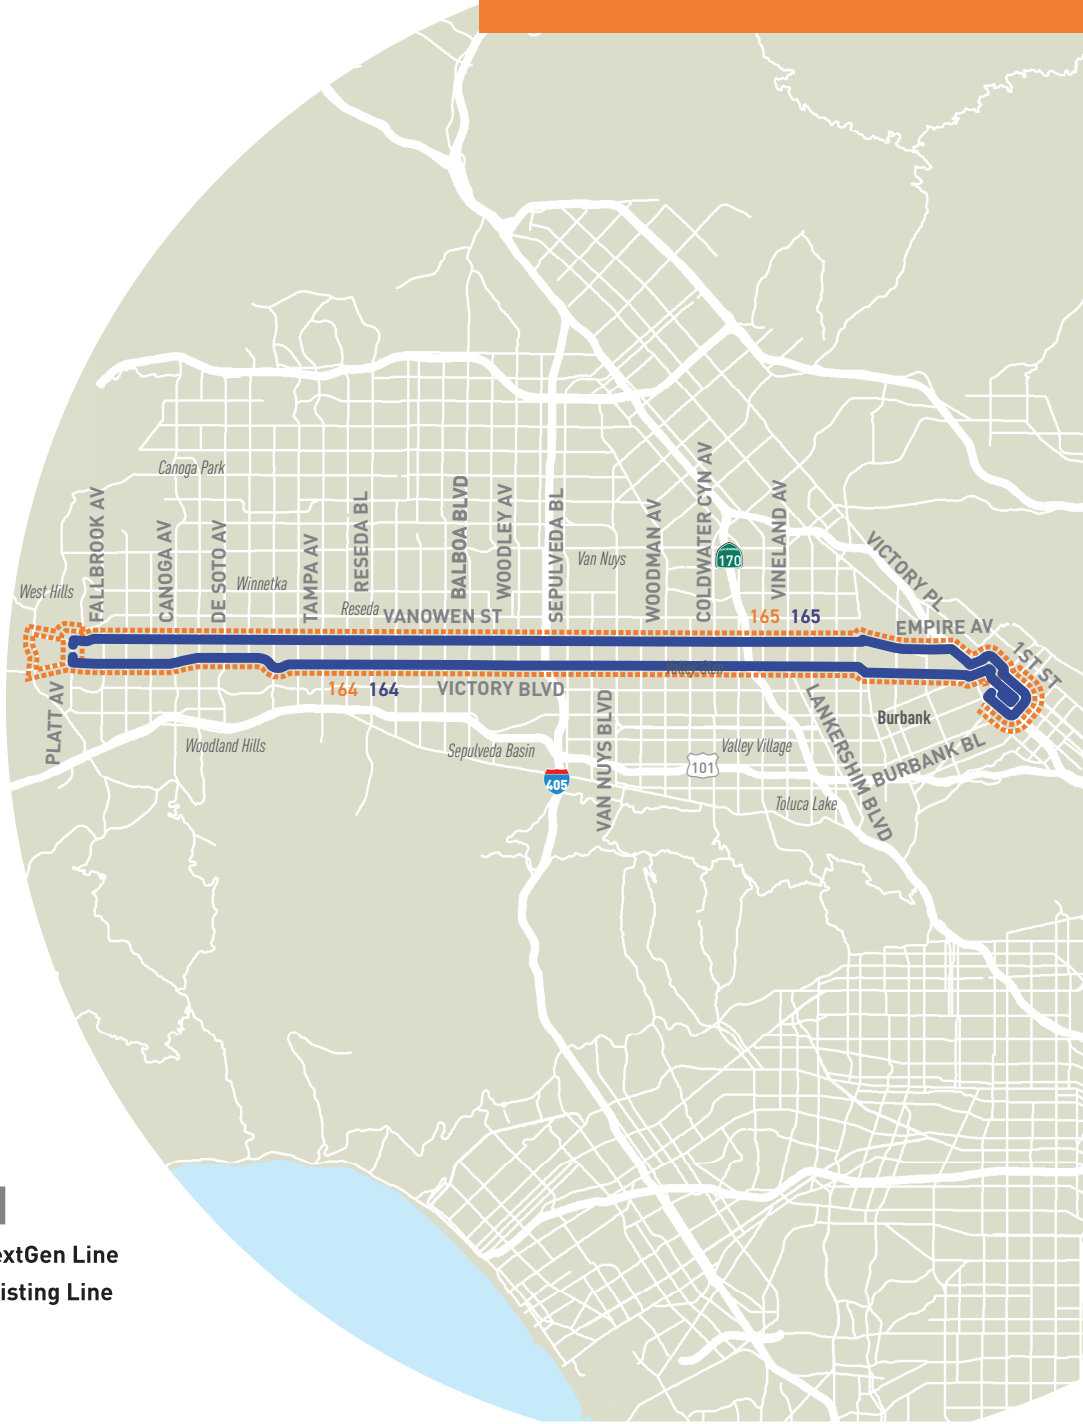 Canoga Park
FALLBROOK AV
CANOGA AV
DE SOTO AV
TAMPA AV
RESEDA BL
BALBOA BLVD
WOODLEY AV
SEPULVEDA BL
WOODMAN AV
COLDWATER CYN AV
VINELAND AV
VICTORY PL
170
Van Nuys
West Hills
Winnetka
Reseda
VANOWEN ST
165 165
EMPIRE AV
1ST ST
164 164
VICTORY BLVD
PLATT AV
Woodland Hills
Sepulveda Basin
VAN NUYS BLVD
Valley Village
LANKERSHIM BLVD
Burbank
BURBANK BL
101
405
Toluca Lake
extGen Line
isting Line